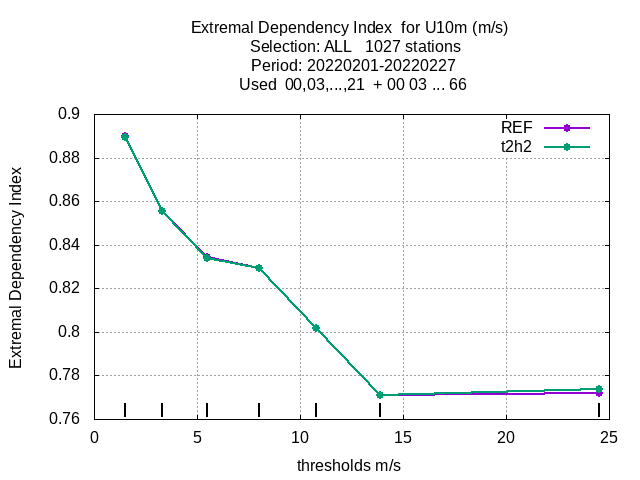 Extremal Dependency Index  for U10m (m/s)
Selection: ALL   1027 stations
Period: 20220201-20220227
Used  00,03,...,21  + 00 03 ... 66
Extremal Dependency Index
0.9
0.88
0.86
0.84
0.82
0.8
0.78
0.76
REF
t2h2
0 5 10 15 20 25
thresholds m/s